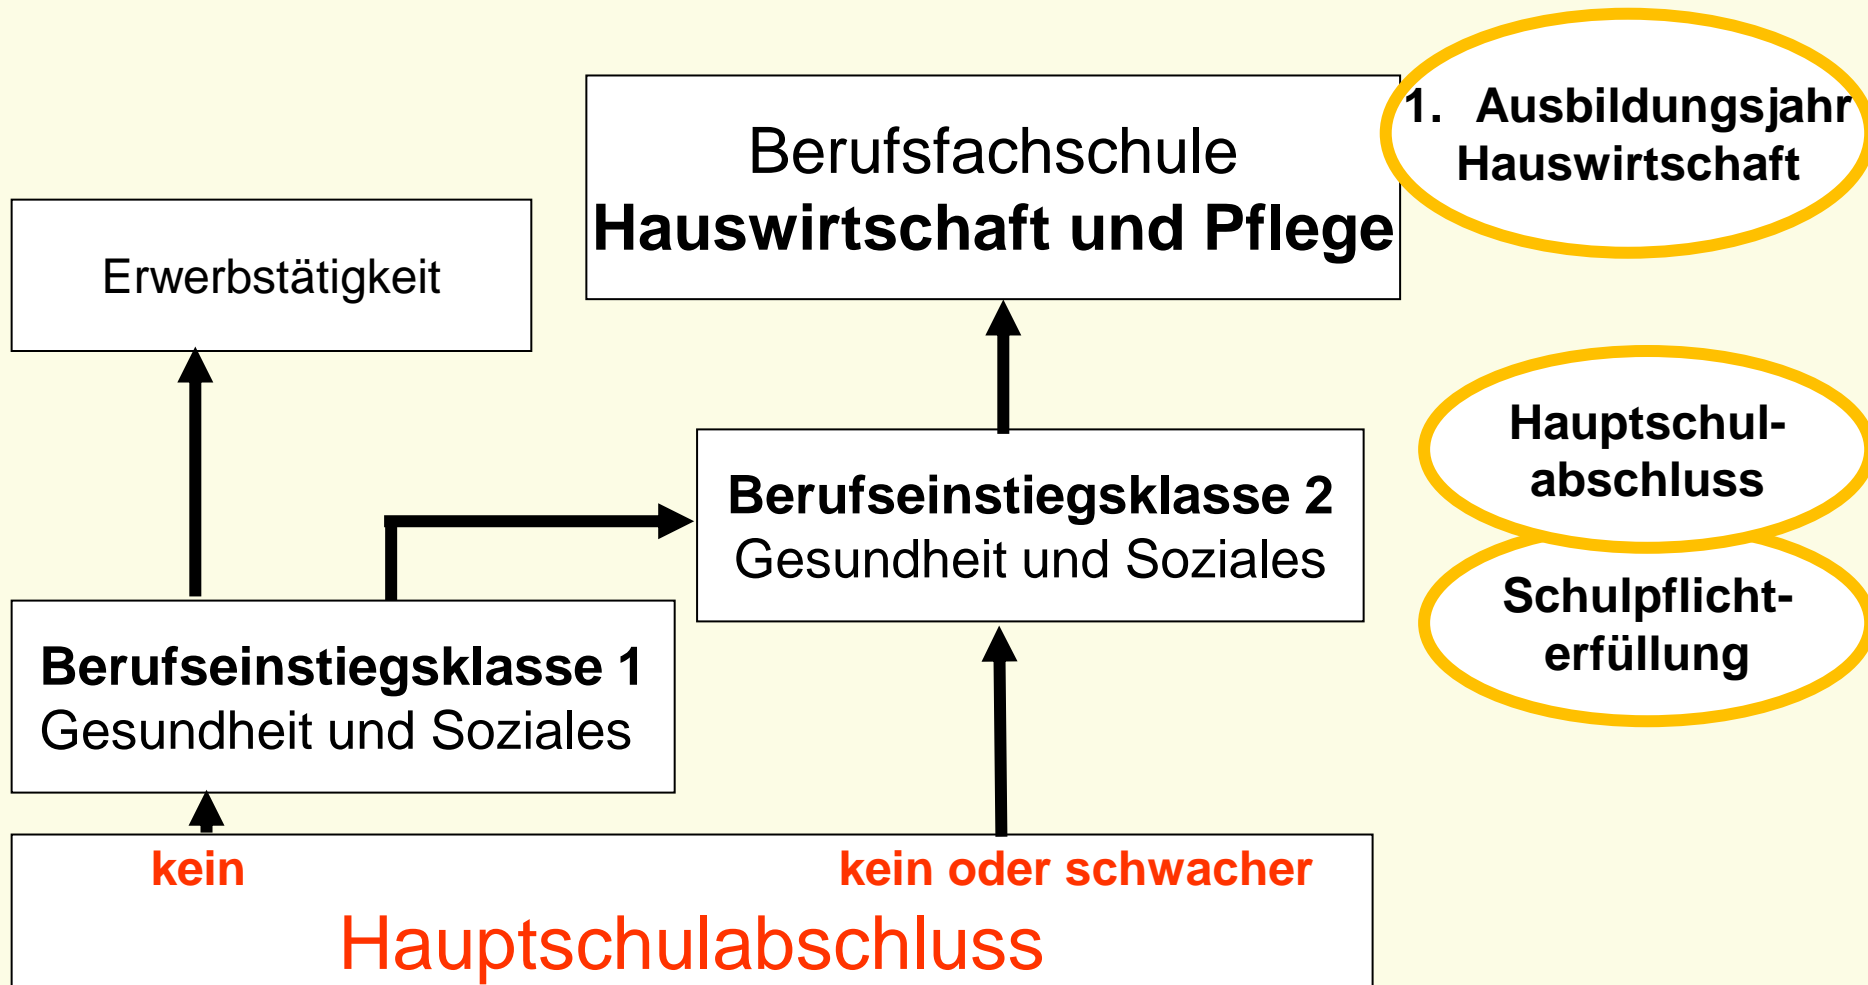 Berufsfachschule
Hauswirtschaft und Pflege
1. Ausbildungsjahr
Hauswirtschaft
Erwerbstätigkeit
Hauptschul-
abschluss
Berufseinstiegsklasse 2
Gesundheit und Soziales
Schulpflicht-
erfüllung
Berufseinstiegsklasse 1
Gesundheit und Soziales
kein
kein oder schwacher
Hauptschulabschluss